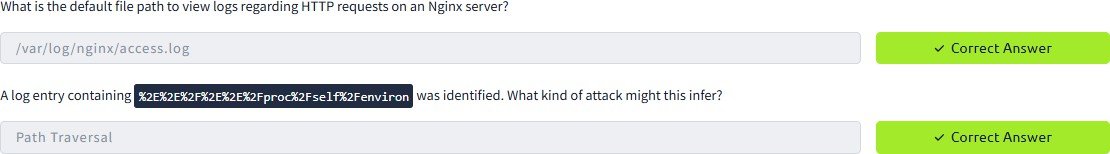 What is the default file path to view logs regarding HTTP requests on an Nginx server?
/var/log/nginx/access.log ✓ Correct Answer
A log entry containing %2E%2E%2F%2E%2E%2Fproc%2Fself%2Fenviron was identified. What kind of attack might this infer?
Path Traversal ✓ Correct Answer